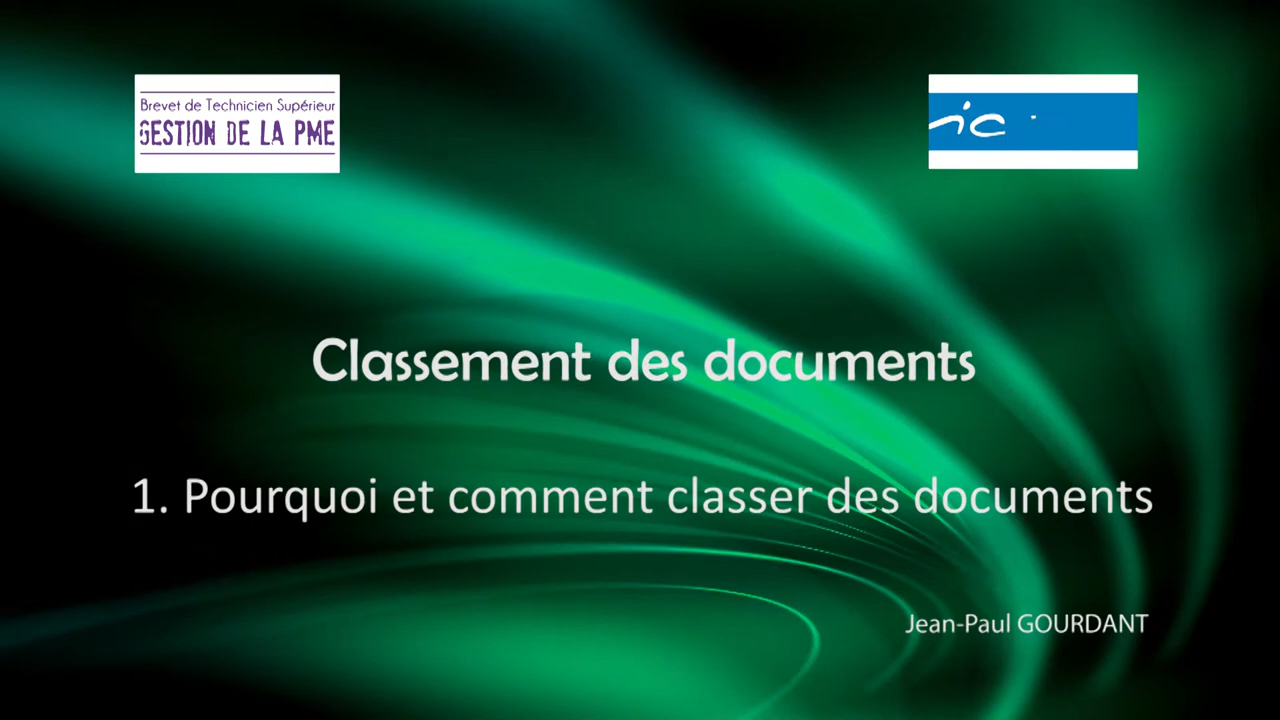 Brevet de Technicien Supérieur
GESTION DE LA PME
ic
Classement des documents
1. Pourquoi et comment classer des documents
Jean-Paul GOURDANT